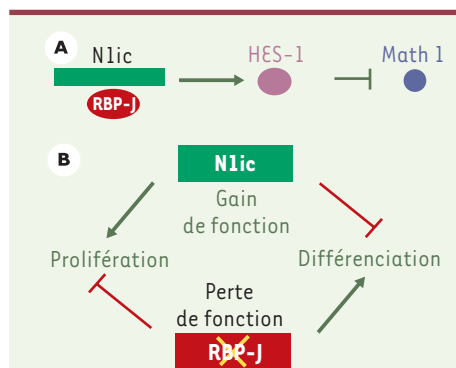 A
N1ic
HES-1
Math 1
RBP-J
B
N1ic
Gain
de fonction
Prolifération
Différenciation
Perte
de fonction
RBP-J